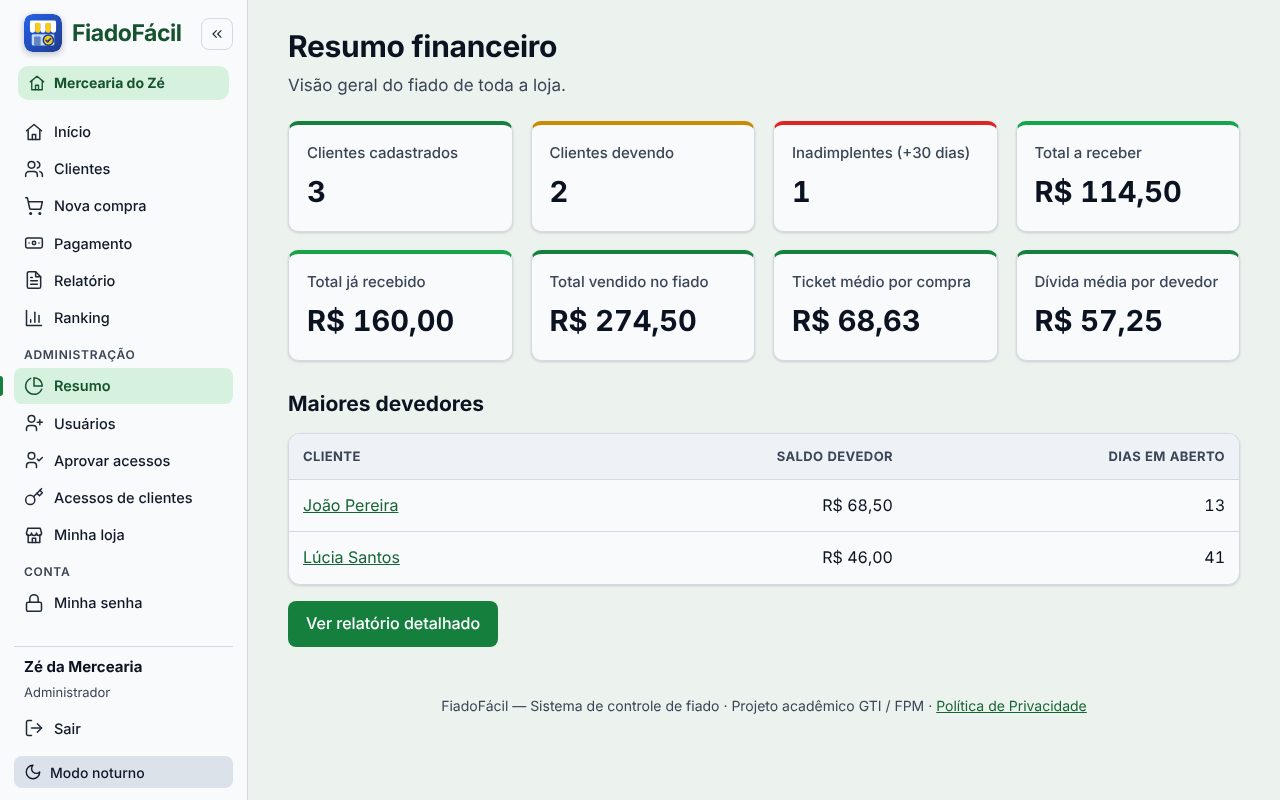 FiadoFácil
«
Mercearia do Zé
Início
Clientes
Nova compra
Pagamento
Relatório
Ranking
ADMINISTRAÇÃO
Resumo
Usuários
Aprovar acessos
Acessos de clientes
Minha loja
CONTA
Minha senha
Zé da Mercearia
Administrador
Sair
Modo noturno
Resumo financeiro
Visão geral do fiado de toda a loja.
Clientes cadastrados
3
Clientes devendo
2
Inadimplentes (+30 dias)
1
Total a receber
R$ 114,50
Total já recebido
R$ 160,00
Total vendido no fiado
R$ 274,50
Ticket médio por compra
R$ 68,63
Dívida média por devedor
R$ 57,25
Maiores devedores
CLIENTE SALDO DEVEDOR DIAS EM ABERTO
João Pereira R$ 68,50 13
Lúcia Santos R$ 46,00 41
Ver relatório detalhado
FiadoFácil — Sistema de controle de fiado · Projeto acadêmico GTI / FPM · Política de Privacidade